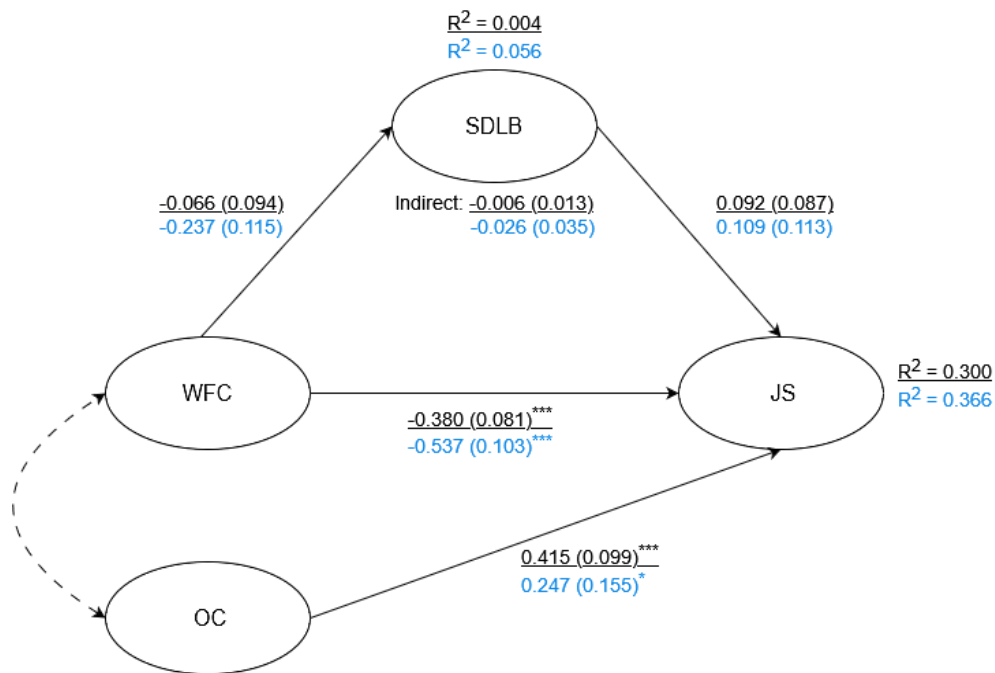 R² = 0.004
R² = 0.056
SDLB
-0.066 (0.094)
-0.237 (0.115)
Indirect: -0.006 (0.013)
-0.026 (0.035)
0.092 (0.087)
0.109 (0.113)
WFC
JS
R² = 0.300
R² = 0.366
-0.380 (0.081)***
-0.537 (0.103)***
0.415 (0.099)***
0.247 (0.155)*
OC